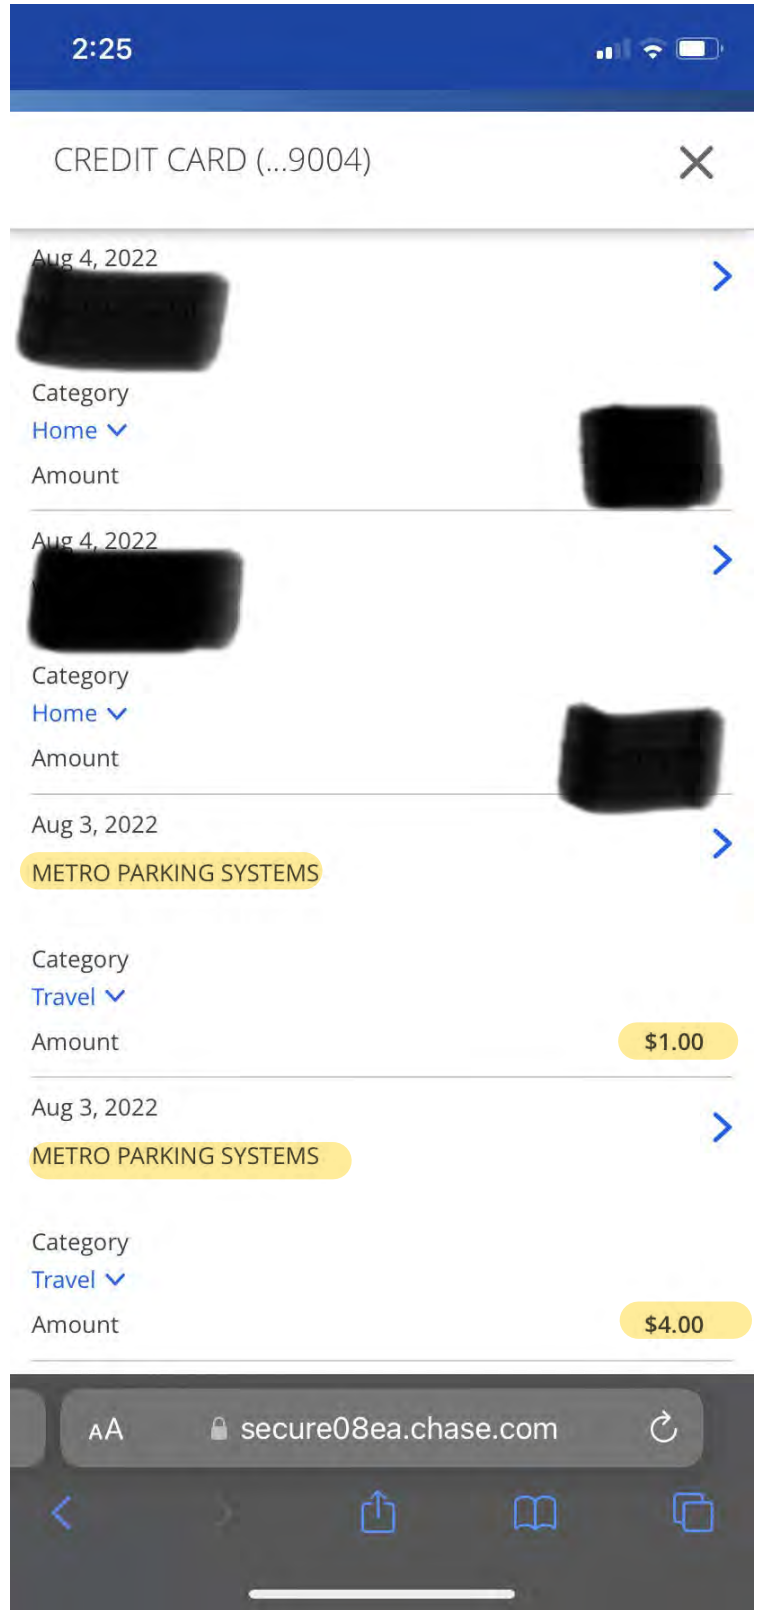 2:25
CREDIT CARD (...9004)
Aug 4, 2022
Category
Home
Amount
Aug 4, 2022
Category
Home
Amount
Aug 3, 2022
METRO PARKING SYSTEMS
Category
Travel
Amount
$1.00
Aug 3, 2022
METRO PARKING SYSTEMS
Category
Travel
Amount
$4.00
AA
secure08ea.chase.com